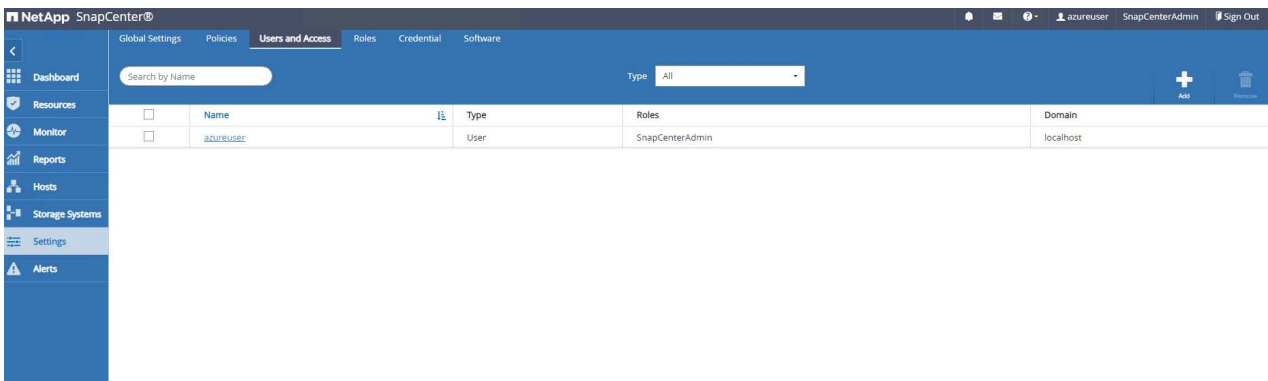 NetApp SnapCenter® azureuser SnapCenterAdmin Sign Out
Global Settings Policies Users and Access Roles Credential Software
Search by Name Type All
Add Remove
Dashboard
Resources
Monitor
Reports
Hosts
Storage Systems
Settings
Alerts
Name Type Roles Domain
azureuser User SnapCenterAdmin localhost